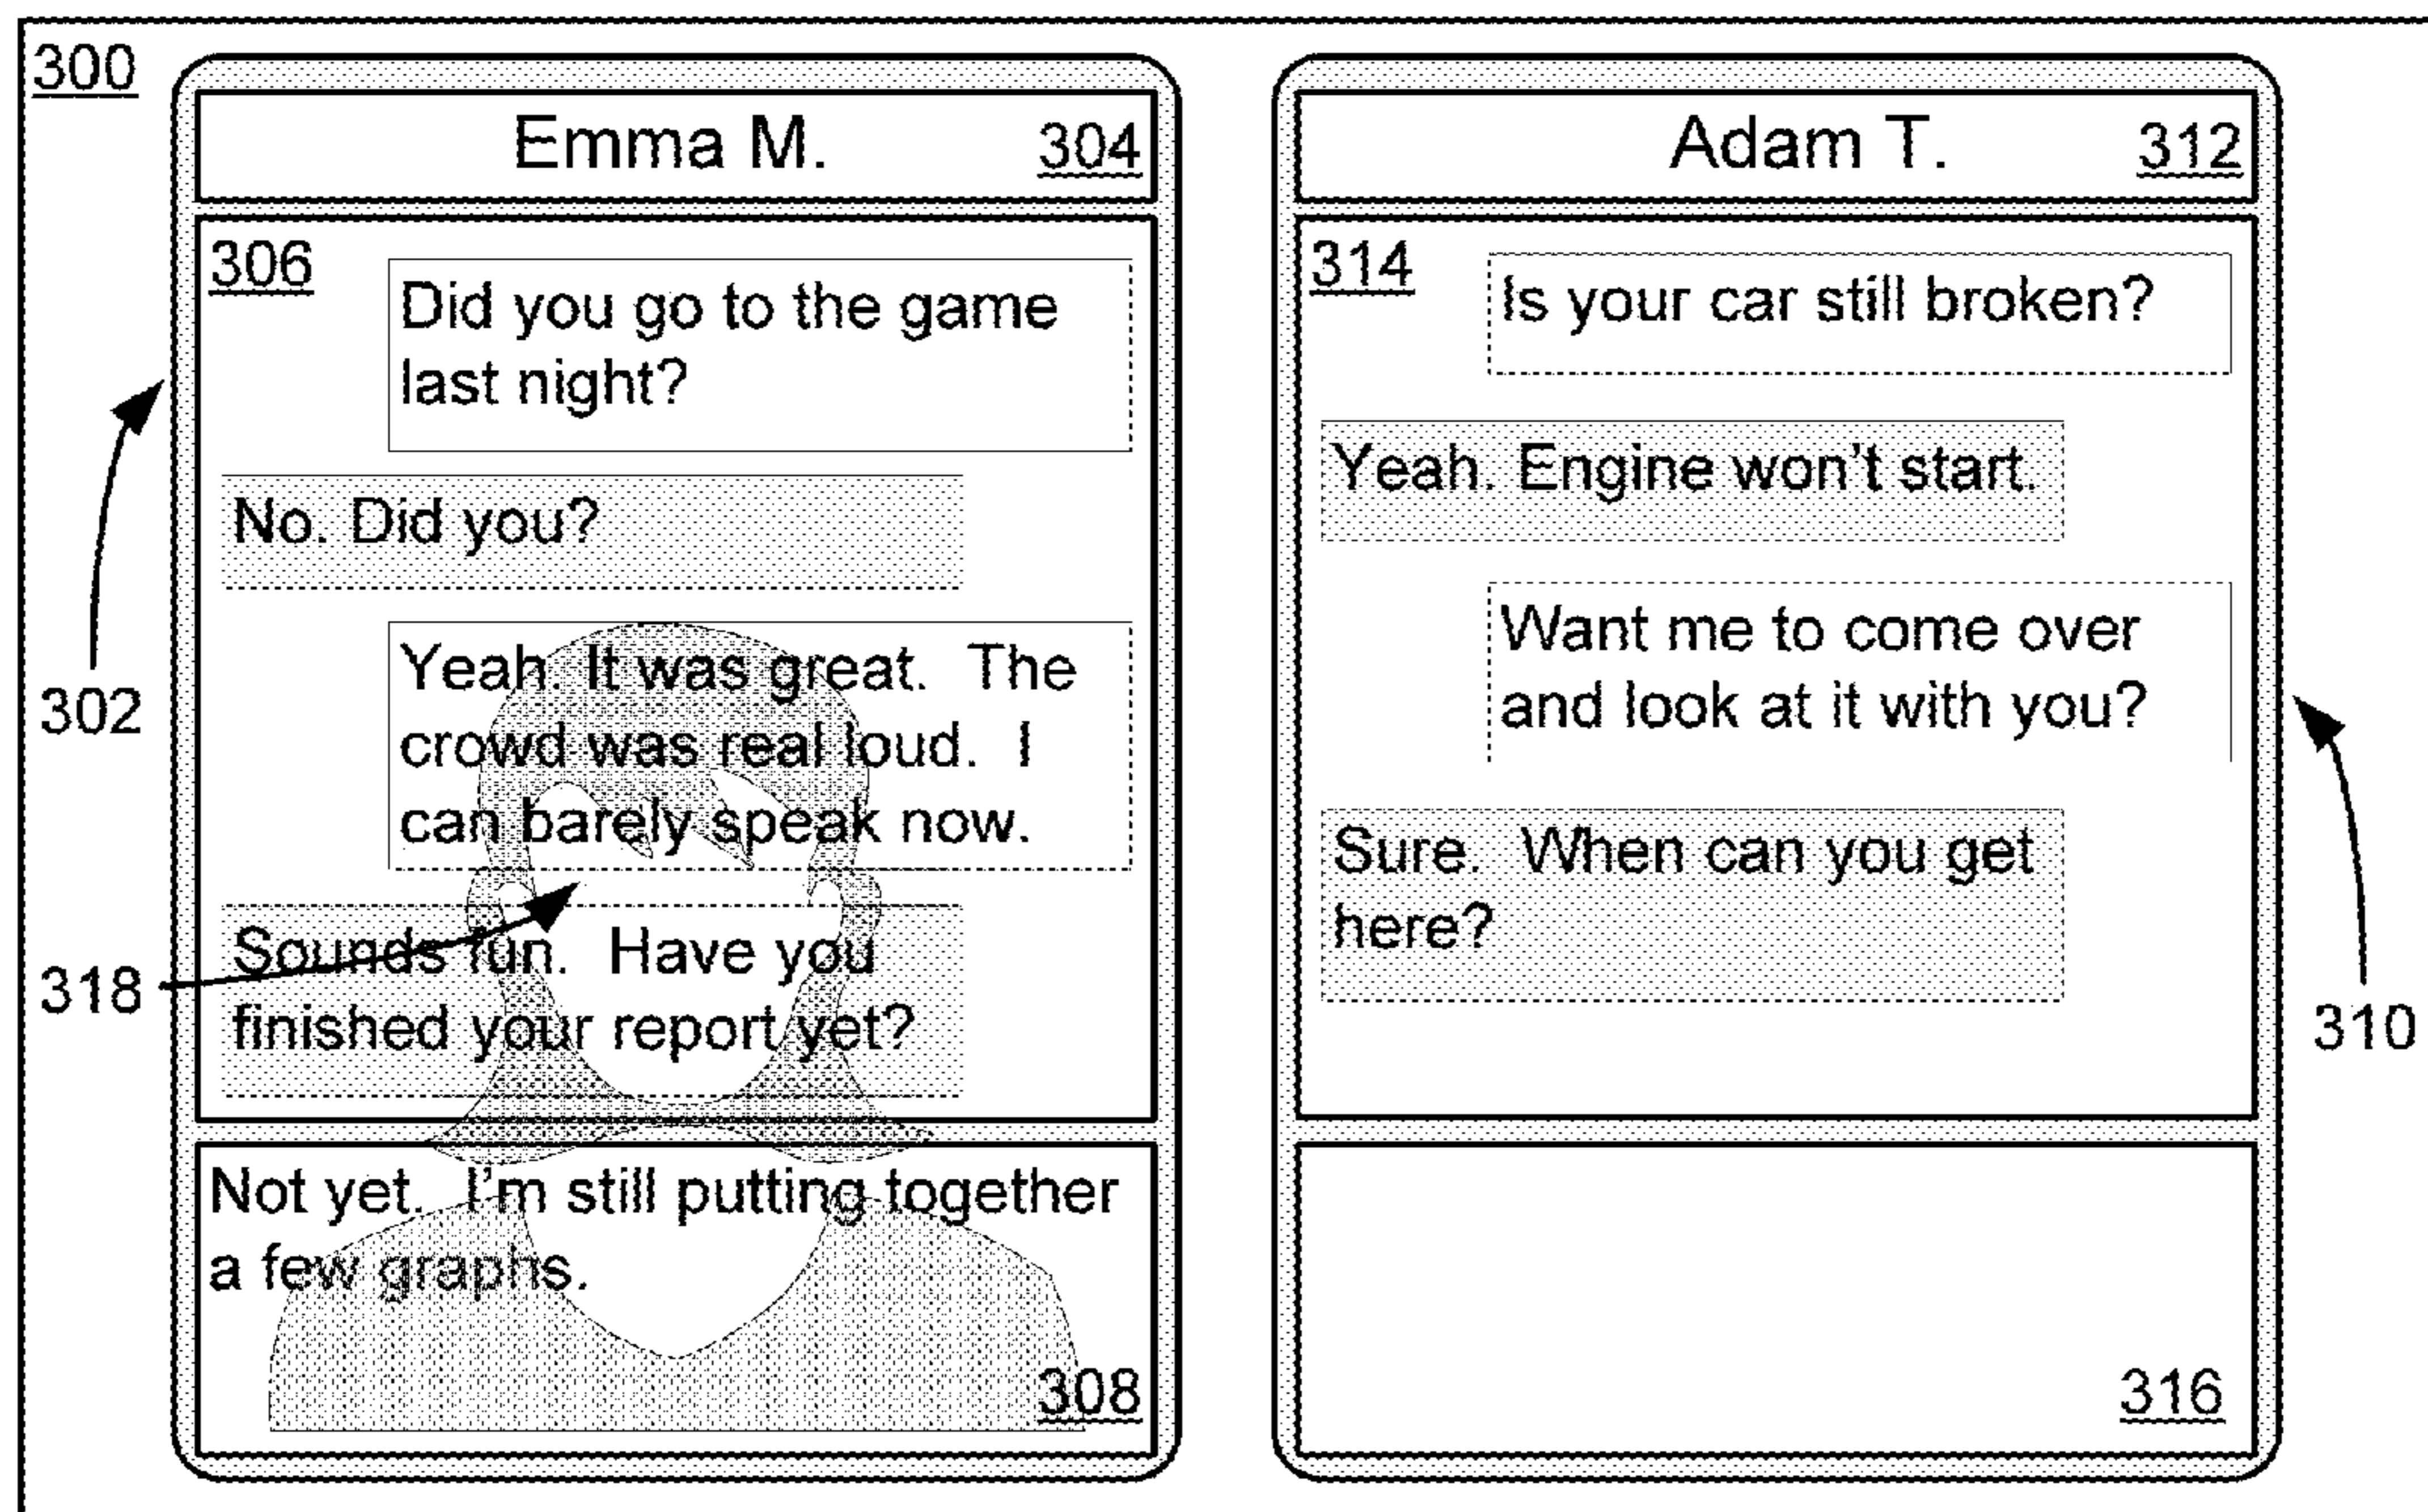 300
Emma M. 304
306
Did you go to the game
last night?
No. Did you?
Yeah. It was great. The
crowd was real loud. I
can barely speak now.
Sounds fun. Have you
finished your report yet?
Not yet. I'm still putting together
a few graphs.
308
302
318
Adam T. 312
314
Is your car still broken?
Yeah. Engine won't start.
Want me to come over
and look at it with you?
Sure. When can you get
here?
316
310